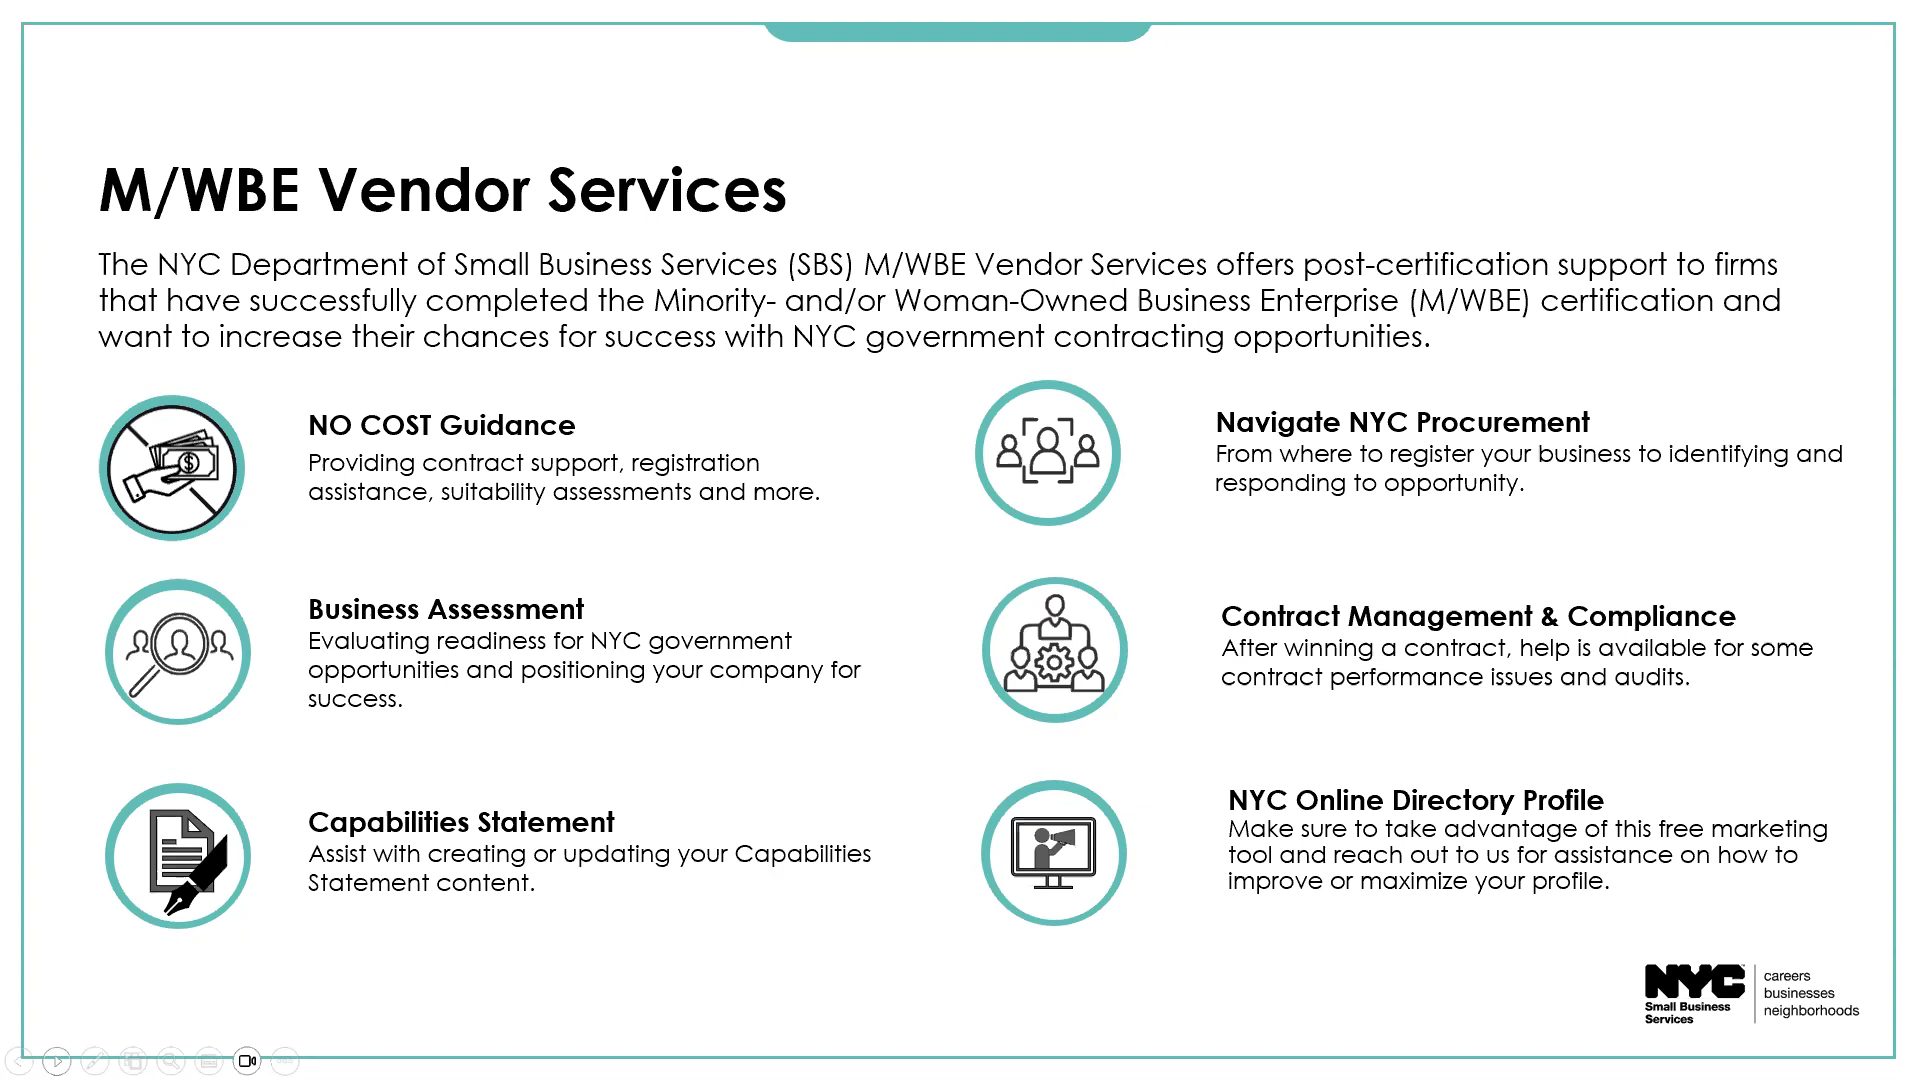 M/WBE Vendor Services
The NYC Department of Small Business Services (SBS) M/WBE Vendor Services offers post-certification support to firms
that have successfully completed the Minority- and/or Woman-Owned Business Enterprise (M/WBE) certification and
want to increase their chances for success with NYC government contracting opportunities.
NO COST Guidance
Providing contract support, registration
assistance, suitability assessments and more.
Business Assessment
Evaluating readiness for NYC government
opportunities and positioning your company for
success.
Capabilities Statement
Assist with creating or updating your Capabilities
Statement content.
Navigate NYC Procurement
From where to register your business to identifying and
responding to opportunity.
Contract Management & Compliance
After winning a contract, help is available for some
contract performance issues and audits.
NYC Online Directory Profile
Make sure to take advantage of this free marketing
tool and reach out to us for assistance on how to
improve or maximize your profile.
NYC
Small Business
Services
careers
businesses
neighborhoods